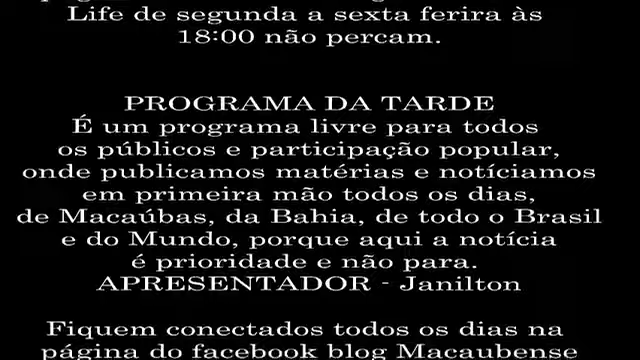 Life de segunda a sexta ferira às
18:00 não percam.
PROGRAMA DA TARDE
É um programa livre para todos
os públicos e participação popular,
onde publicamos matérias e notíciamos
em primeira mão todos os dias,
de Macaúbas, da Bahia, de todo o Brasil
e do Mundo, porque aqui a notícia
é prioridade e não para.
APRESENTADOR - Janilton
Fiquem conectados todos os dias na
página do facebook blog Macaubense